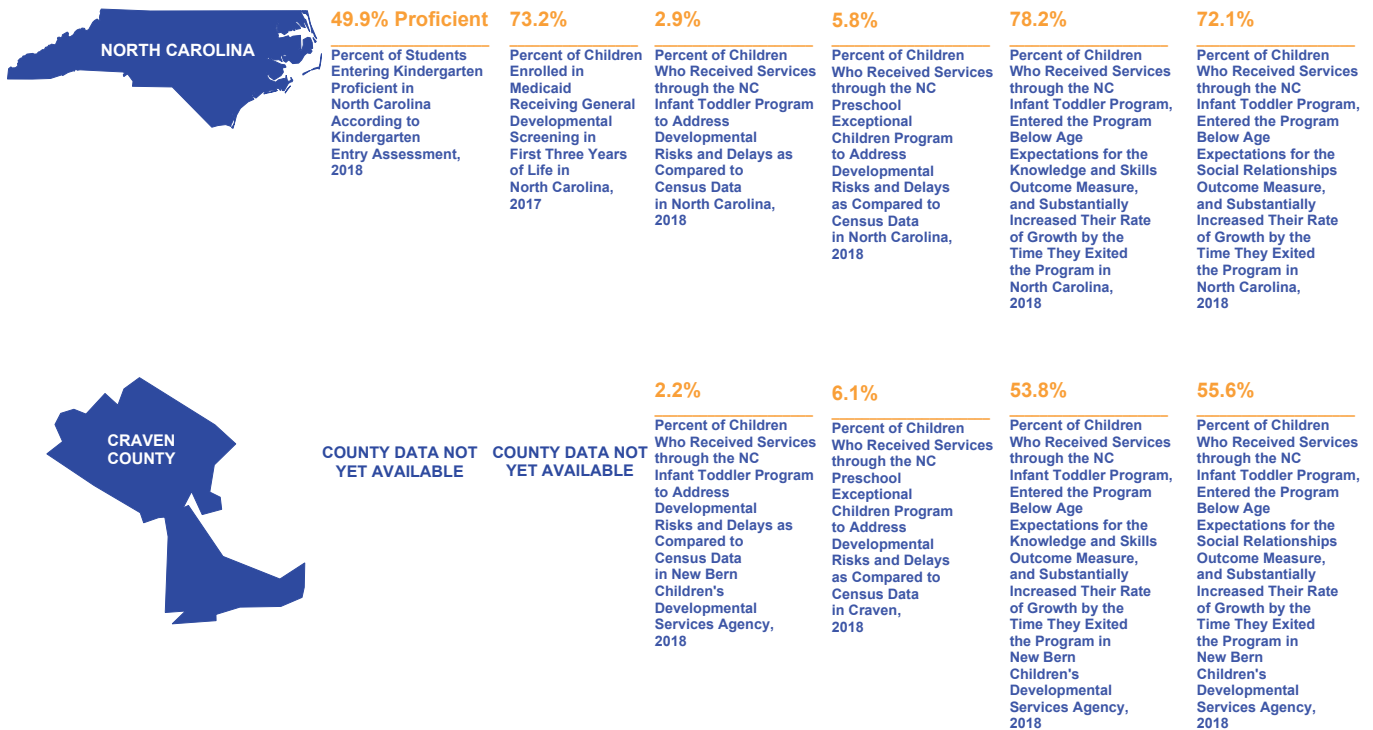 NORTH CAROLINA
49.9% Proficient
Percent of Students
Entering Kindergarten
Proficient in
North Carolina
According to
Kindergarten
Entry Assessment,
2018
73.2%
Percent of Children
Enrolled in
Medicaid
Receiving General
Developmental
Screening in
First Three Years
of Life in
North Carolina,
2017
2.9%
Percent of Children
Who Received Services
through the NC
Infant Toddler Program
to Address
Developmental
Risks and Delays as
Compared to
Census Data
in North Carolina,
2018
5.8%
Percent of Children
Who Received Services
through the NC
Preschool
Exceptional
Children Program
to Address
Developmental
Risks and Delays
as Compared to
Census Data
in North Carolina,
2018
78.2%
Percent of Children
Who Received Services
through the NC
Infant Toddler Program,
Entered the Program
Below Age
Expectations for the
Knowledge and Skills
Outcome Measure,
and Substantially
Increased Their Rate
of Growth by the
Time They Exited
the Program in
North Carolina,
2018
72.1%
Percent of Children
Who Received Services
through the NC
Infant Toddler Program,
Entered the Program
Below Age
Expectations for the
Social Relationships
Outcome Measure,
and Substantially
Increased Their Rate
of Growth by the
Time They Exited
the Program in
North Carolina,
2018
CRAVEN
COUNTY
COUNTY DATA NOT
YET AVAILABLE
COUNTY DATA NOT
YET AVAILABLE
2.2%
Percent of Children
Who Received Services
through the NC
Infant Toddler Program
to Address
Developmental
Risks and Delays as
Compared to
Census Data
in New Bern
Children's
Developmental
Services Agency,
2018
6.1%
Percent of Children
Who Received Services
through the NC
Preschool
Exceptional
Children Program
to Address
Developmental
Risks and Delays
as Compared to
Census Data
in Craven,
2018
53.8%
Percent of Children
Who Received Services
through the NC
Infant Toddler Program,
Entered the Program
Below Age
Expectations for the
Knowledge and Skills
Outcome Measure,
and Substantially
Increased Their Rate
of Growth by the
Time They Exited
the Program in
New Bern
Children's
Developmental
Services Agency,
2018
55.6%
Percent of Children
Who Received Services
through the NC
Infant Toddler Program,
Entered the Program
Below Age
Expectations for the
Social Relationships
Outcome Measure,
and Substantially
Increased Their Rate
of Growth by the
Time They Exited
the Program in
New Bern
Children's
Developmental
Services Agency,
2018